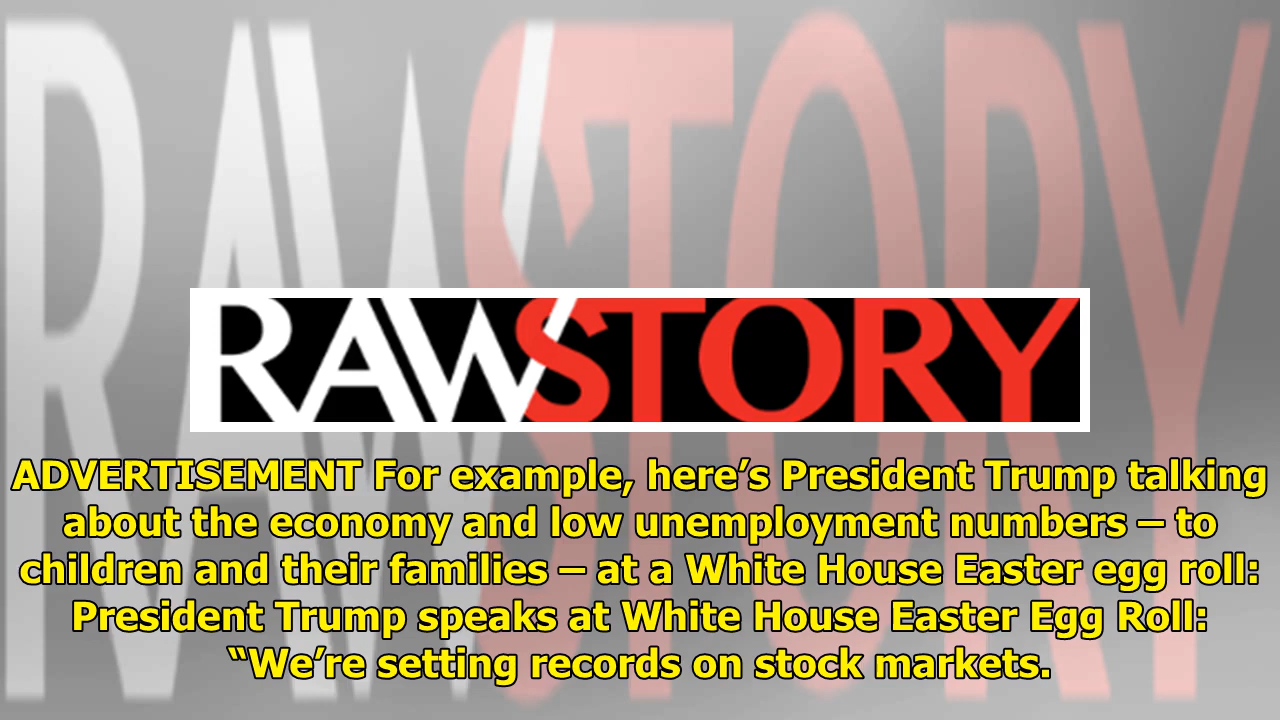 RAWSTORY
RAWSTORY
ADVERTISEMENT For example, here’s President Trump talking
about the economy and low unemployment numbers – to
children and their families – at a White House Easter egg roll:
President Trump speaks at White House Easter Egg Roll:
“We’re setting records on stock markets.